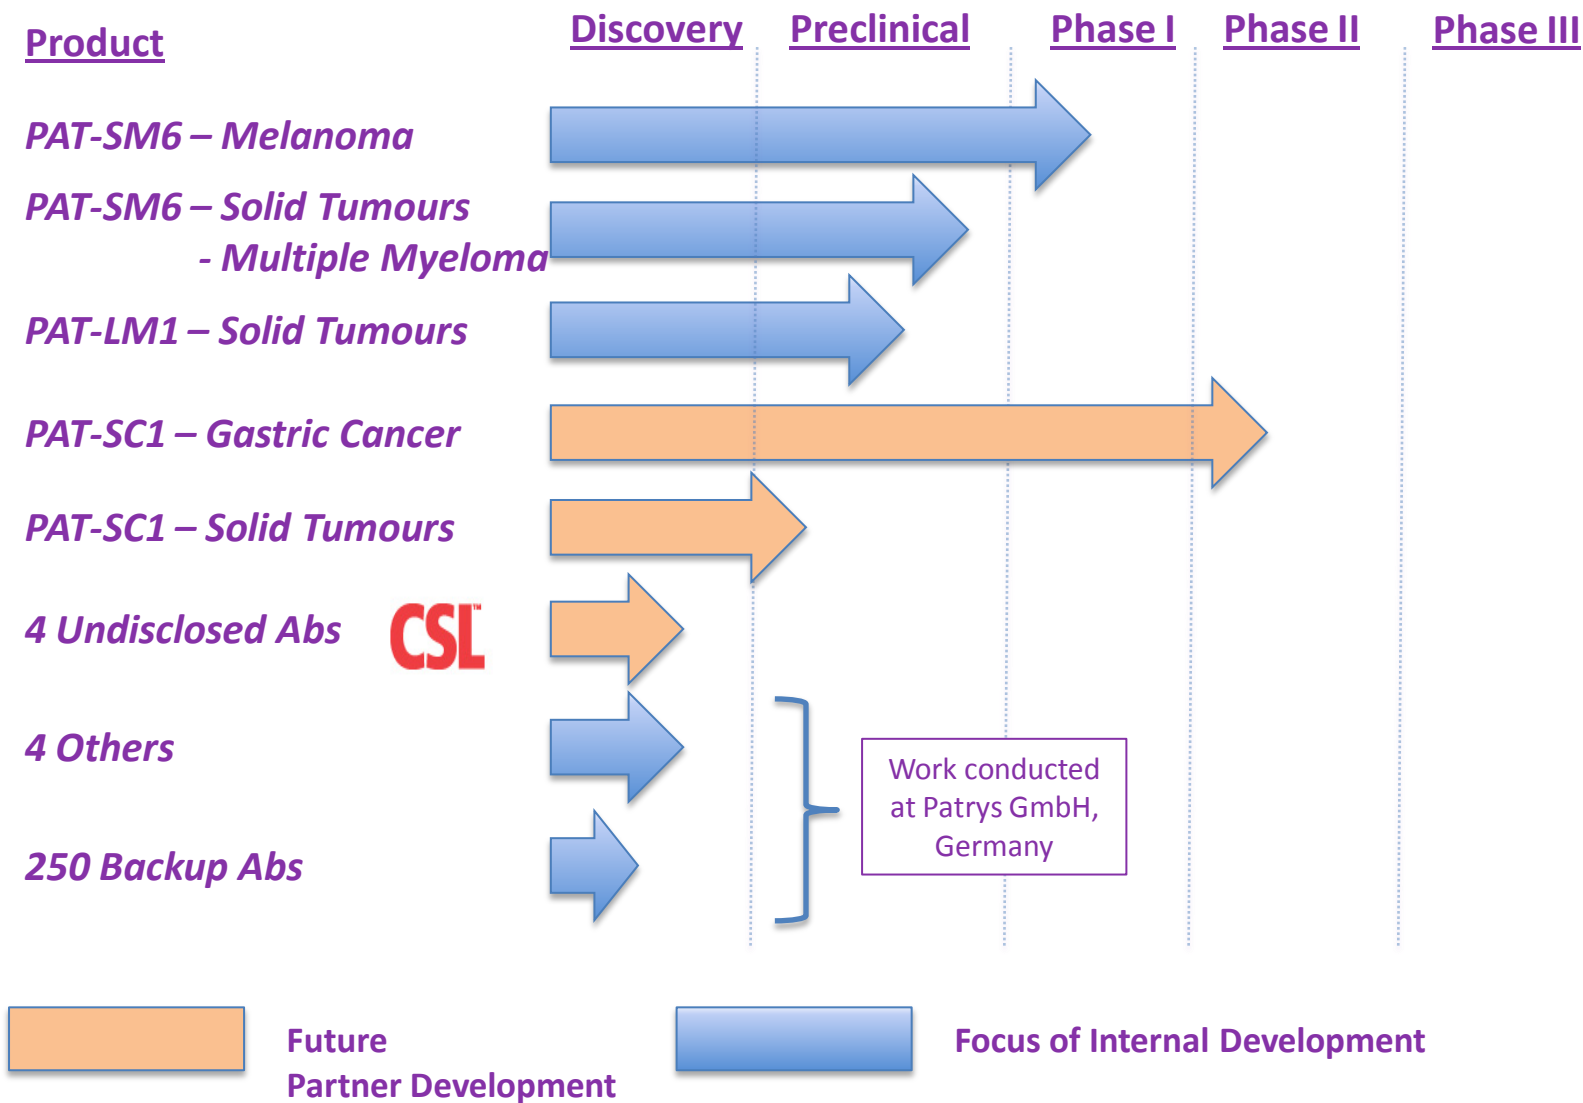 Product
Discovery
Preclinical
Phase I
Phase II
Phase III
PAT-SM6 – Melanoma
PAT-SM6 – Solid Tumours
- Multiple Myeloma
PAT-LM1 – Solid Tumours
PAT-SC1 – Gastric Cancer
PAT-SC1 – Solid Tumours
4 Undisclosed Abs
CSL™
4 Others
250 Backup Abs
Work conducted
at Patrys GmbH,
Germany
Future
Partner Development
Focus of Internal Development